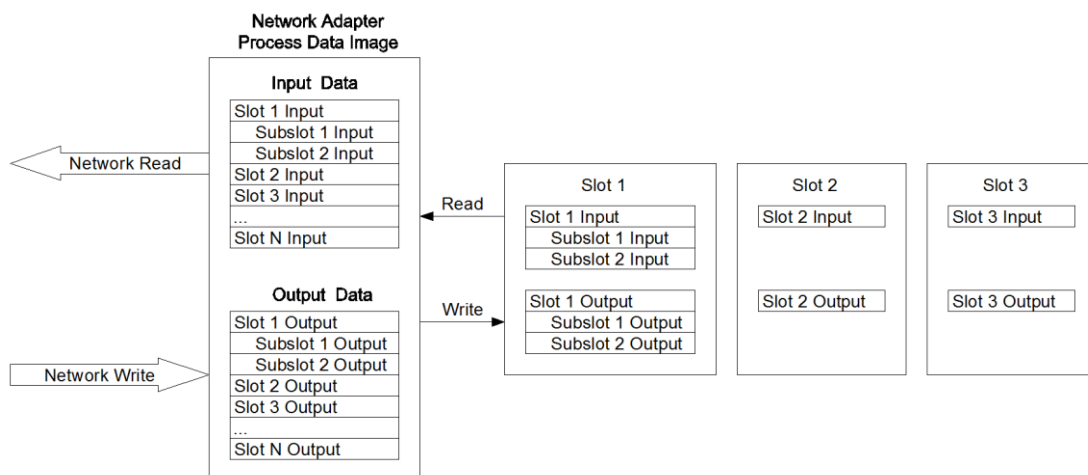 Network Adapter
Process Data Image
Input Data
Slot 1 Input
Subslot 1 Input
Subslot 2 Input
Slot 2 Input
Slot 3 Input
...
Slot N Input
Network Read
Output Data
Slot 1 Output
Subslot 1 Output
Subslot 2 Output
Slot 2 Output
Slot 3 Output
...
Slot N Output
Network Write
Read
Write
Slot 1
Slot 1 Input
Subslot 1 Input
Subslot 2 Input
Slot 1 Output
Subslot 1 Output
Subslot 2 Output
Slot 2
Slot 2 Input
Slot 2 Output
Slot 3
Slot 3 Input
Slot 3 Output